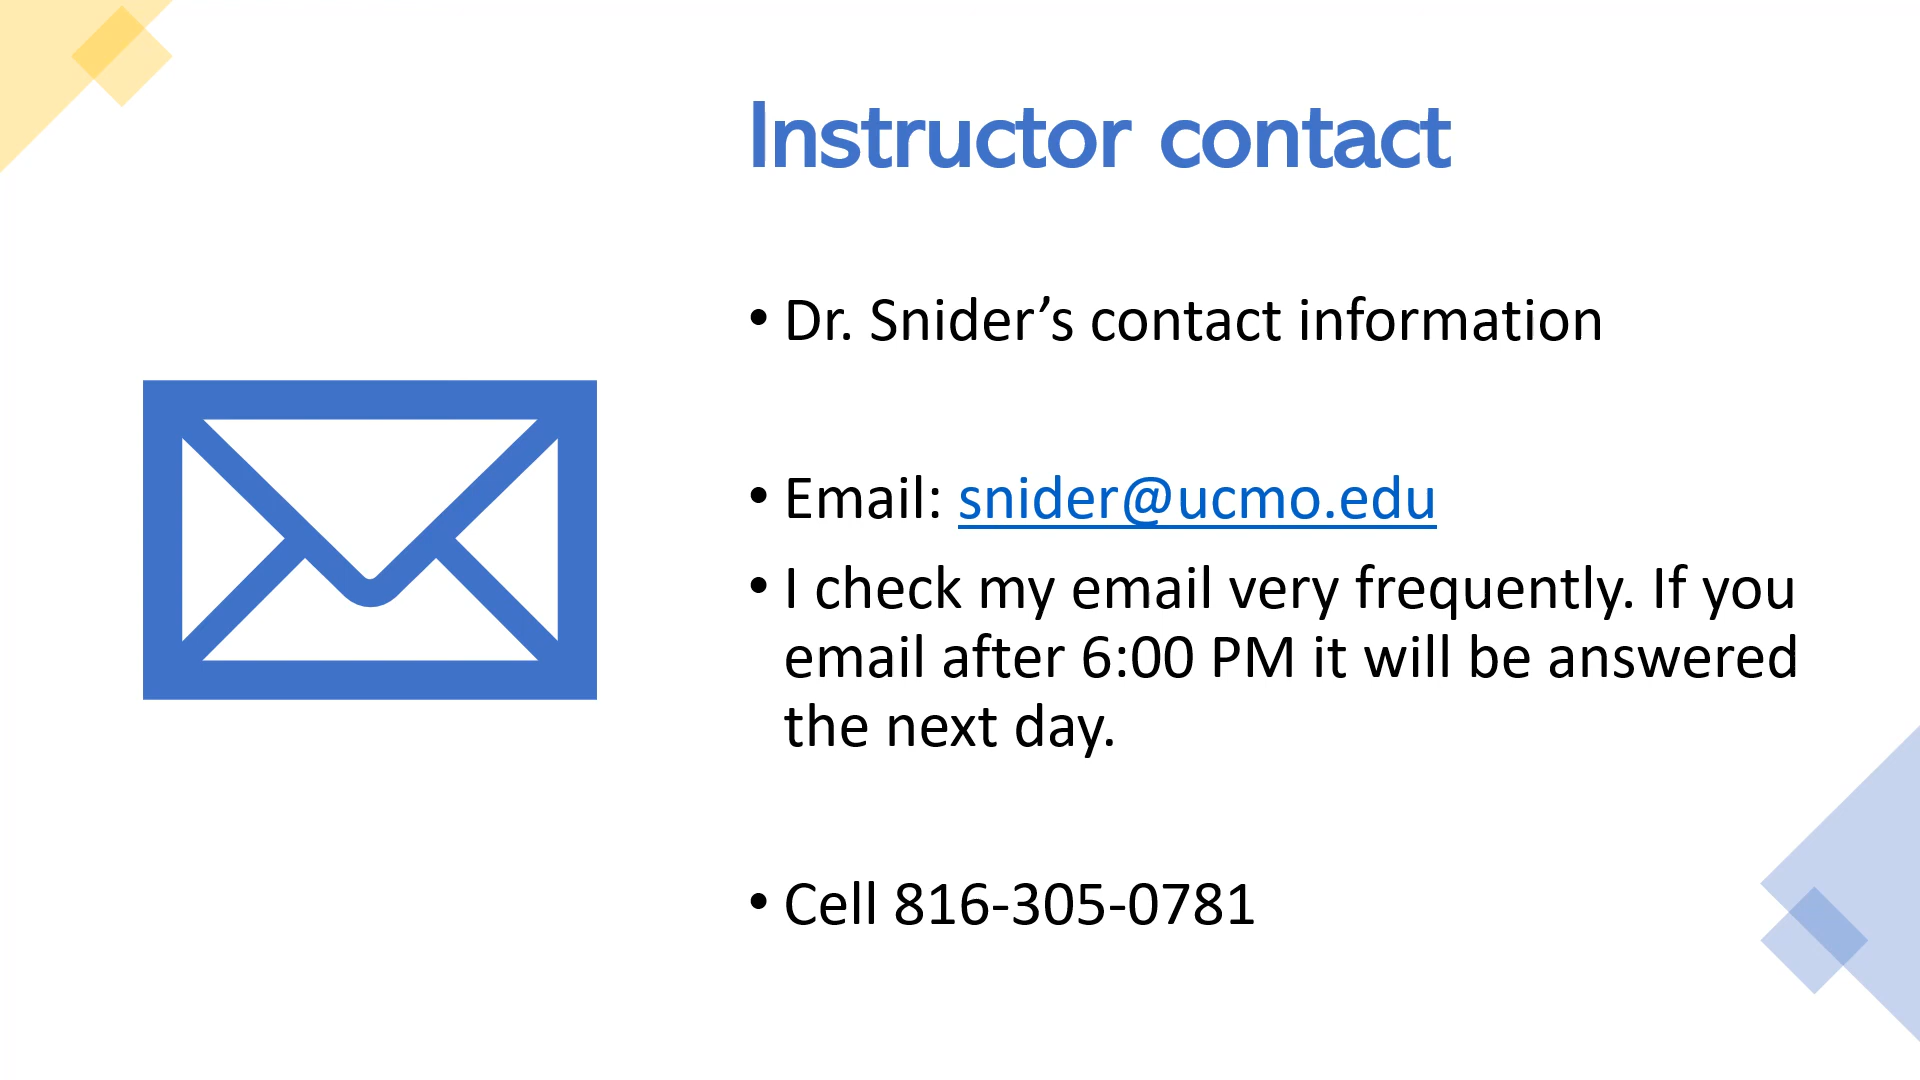 Instructor contact
• Dr. Snider’s contact information
• Email: snider@ucmo.edu
• I check my email very frequently. If you
email after 6:00 PM it will be answered
the next day.
• Cell 816-305-0781